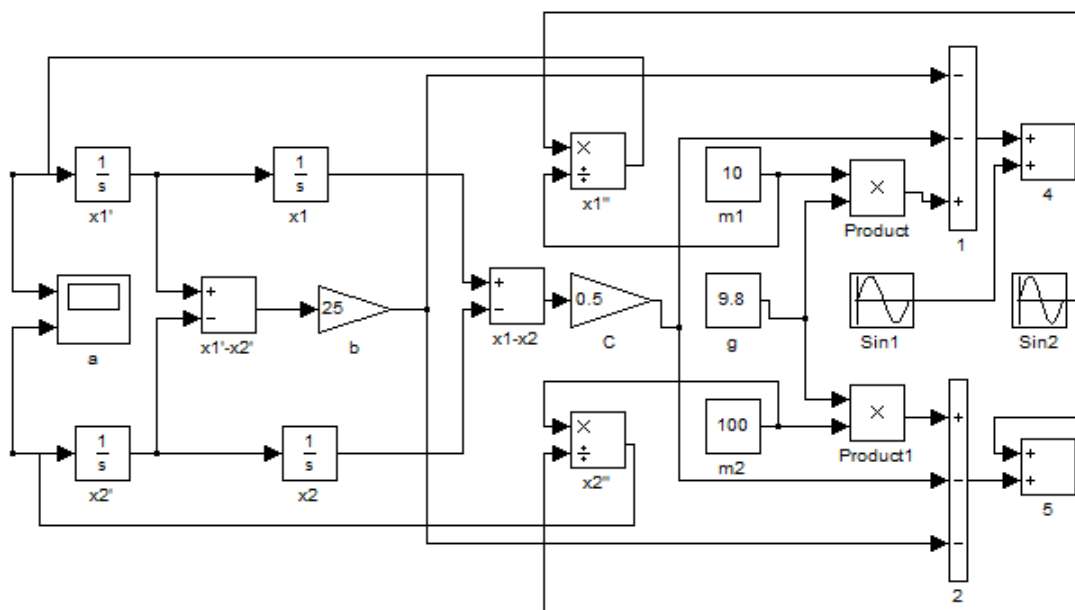 1
s
x1'
1
s
x1
×
÷
x1'''
10
m1
×
Product
-
-
+
1
+
+
4
a
+
-
x1'-x2'
25
b
+
-
x1-x2
0.5
C
9.8
g
Sin1
Sin2
1
s
x2'
1
s
x2
×
÷
x2'''
100
m2
×
Product1
+
-
-
2
+
+
5